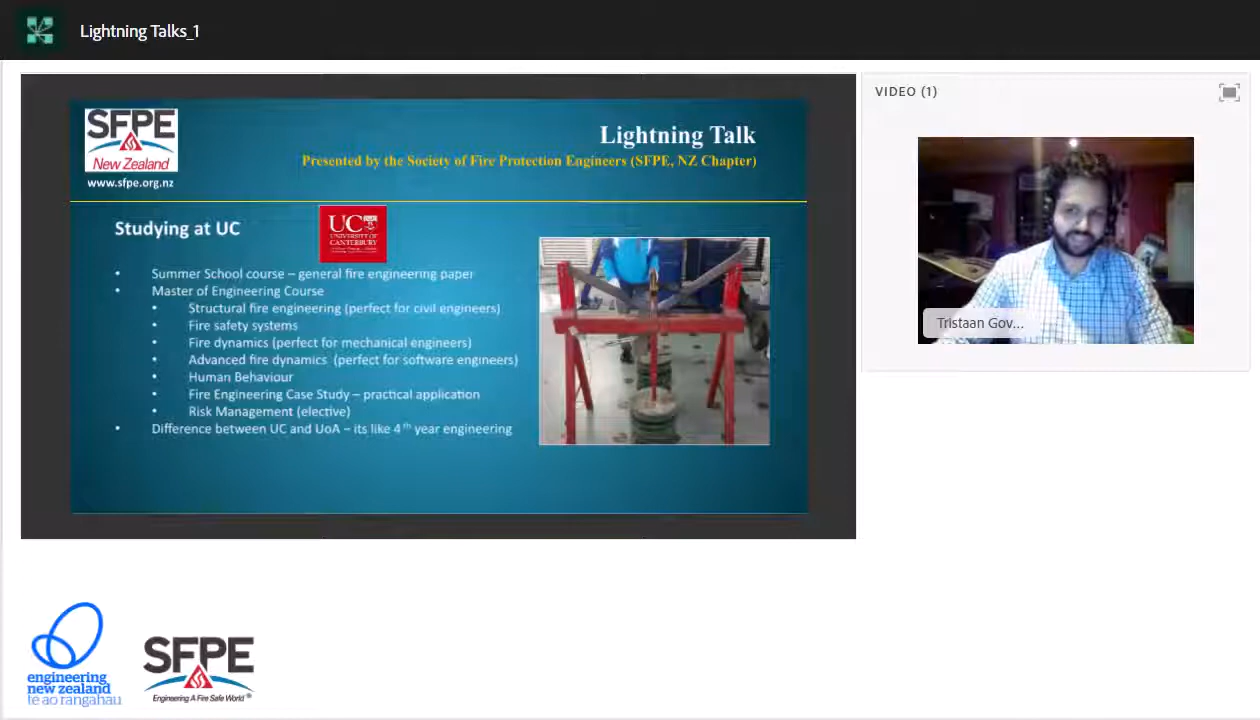 Lightning Talks_1
SFPE
New Zealand
www.sfpe.org.nz
Lightning Talk
Presented by the Society of Fire Protection Engineers (SFPE, NZ Chapter)
Studying at UC
UC
UNIVERSITY OF
CANTERBURY
• Summer School course – general fire engineering paper
• Master of Engineering Course
• Structural fire engineering (perfect for civil engineers)
• Fire safety systems
• Fire dynamics (perfect for mechanical engineers)
• Advanced fire dynamics (perfect for software engineers)
• Human Behaviour
• Fire Engineering Case Study – practical application
• Risk Management (elective)
• Difference between UC and UoA – its like 4th year engineering
VIDEO (1)
Tristaan Gov...
engineering
new zealand
te ao rangahau
SFPE
Engineering A Fire Safe World®